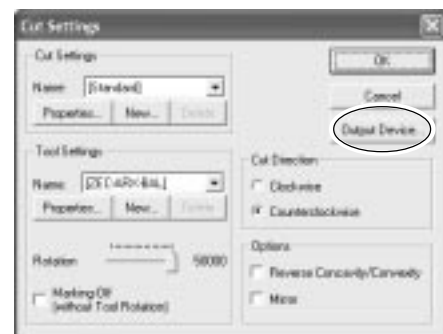 Cut Settings
OK
Cut Settings
Name: [Standard]
Cancel
Properties... New... Delete
Output Device...
Tool Settings
Name:
Properties... New... Delete
Cut Direction
Clockwise
Counterclockwise
Rotation 50000
Options
Reverse Concavity/Convexity
Mirror
Marking Off
(without Tool Rotation)